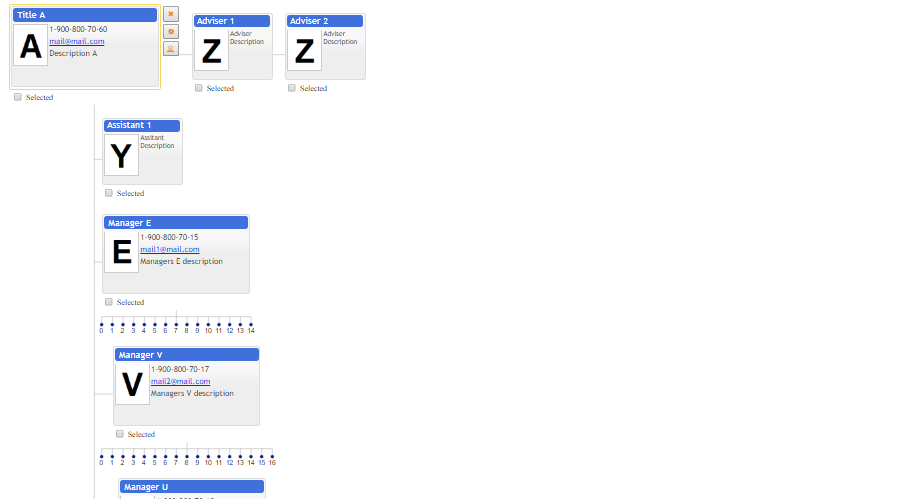 Title A
A
1-900-800-70-60
mail@mail.com
Description A
Selected
Adviser 1
Z
Adviser
Description
Selected
Adviser 2
Z
Adviser
Description
Selected
Assistant 1
Y
Assitant
Description
Selected
Manager E
E
1-900-800-70-15
mail1@mail.com
Managers E description
Selected
0 1 2 3 4 5 6 7 8 9 10 11 12 13 14
Manager V
V
1-900-800-70-17
mail2@mail.com
Managers V description
Selected
0 1 2 3 4 5 6 7 8 9 10 11 12 13 14 15 16
Manager U